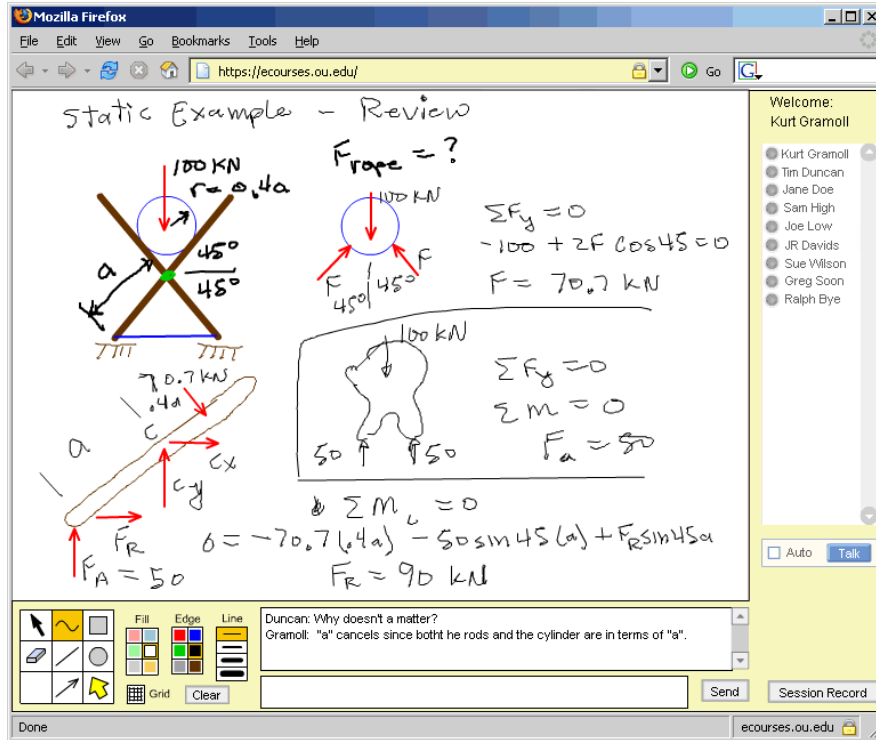 Mozilla Firefox
File Edit View Go Bookmarks Tools Help
https://ecourses.ou.edu/ Go G
Static Example - Review
100 KN
r= 0.4a
a
45°
45°
F rope = ?
100 KN
F F
45° 45°
ΣFy = 0
-100 + 2F cos45 = 0
F = 70.7 KN
100 KN
50 50
ΣFy = 0
Σm = 0
Fa = 50
70.7 KN
.4a
a
C
Cx
Cy
FR
FA = 50
ΣMc = 0
0 = -70.7(.4a) - 50 sin45(a) + FR sin45a
FR = 90 KN
Welcome:
Kurt Gramoll
Kurt Gramoll
Tim Duncan
Jane Doe
Sam High
Joe Low
JR Davids
Sue Wilson
Greg Soon
Ralph Bye
Auto Talk
Fill Edge Line
Grid Clear
Duncan: Why doesn't a matter?
Gramoll: "a" cancels since botht he rods and the cylinder are in terms of "a".
Send
Session Record
Done
ecourses.ou.edu